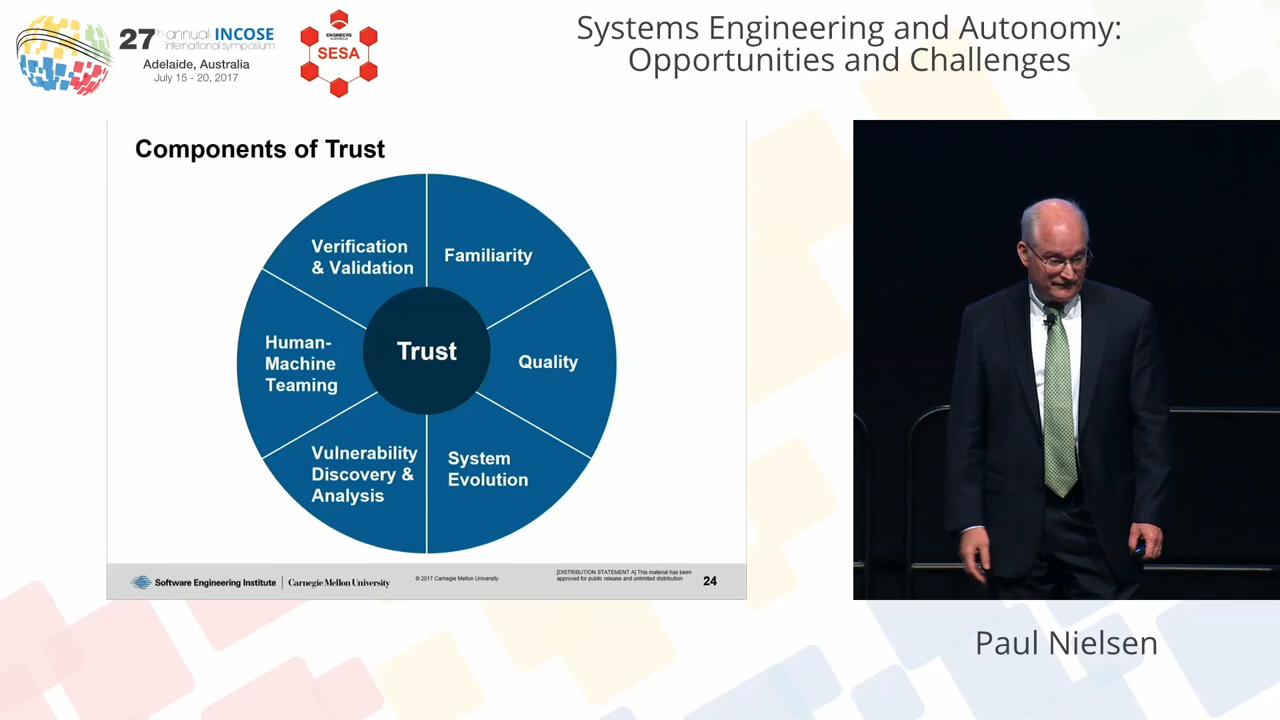 27th annual INCOSE
international symposium
Adelaide, Australia
July 15 - 20, 2017
ENGINEERS
AUSTRALIA
SESA
Systems Engineering and Autonomy:
Opportunities and Challenges
Components of Trust
Verification
& Validation
Familiarity
Human-
Machine
Teaming
Trust
Quality
Vulnerability
Discovery &
Analysis
System
Evolution
Software Engineering Institute | Carnegie Mellon University
© 2017 Carnegie Mellon University
[DISTRIBUTION STATEMENT A] This material has been
approved for public release and unlimited distribution.
24
Paul Nielsen